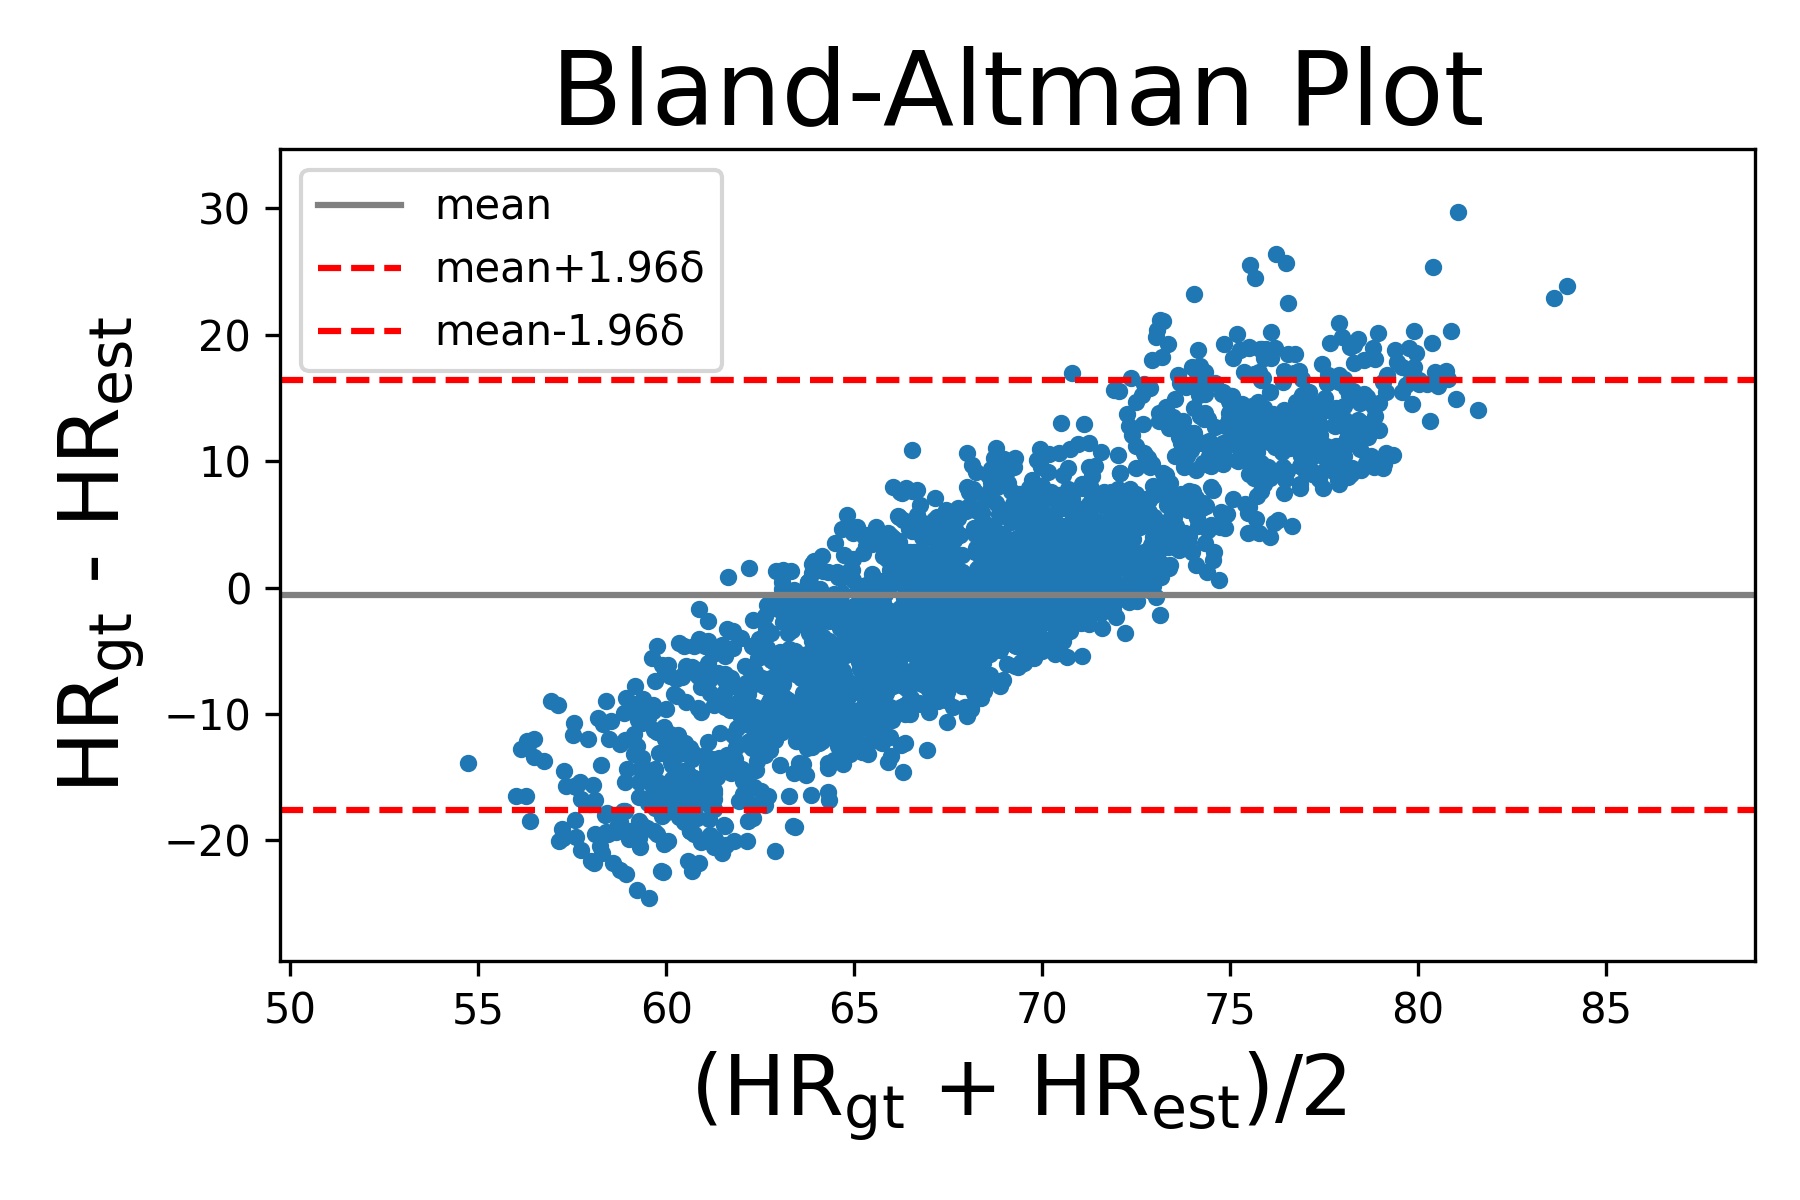 Bland-Altman Plot
mean
mean+1.96δ
mean-1.96δ
HRgt - HRest
30
20
10
0
−10
−20
50 55 60 65 70 75 80 85
(HRgt + HRest)/2